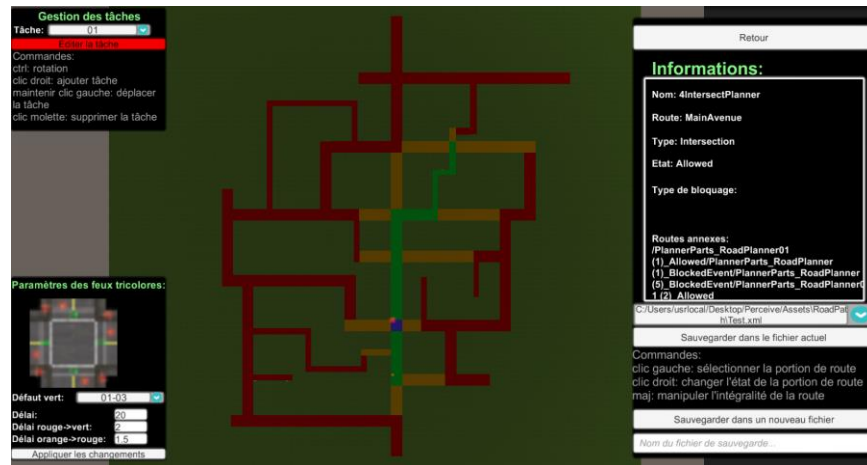 Gestion des tâches
Tâche: 01
Editer la tâche
Commandes:
ctrl: rotation
clic droit: ajouter tâche
maintenir clic gauche: déplacer
la tâche
clic molette: supprimer la tâche
Paramètres des feux tricolores:
Défaut vert: 01-03
Délai: 20
Délai rouge->vert: 2
Délai orange->rouge: 1.5
Appliquer les changements
Retour
Informations:
Nom: 4IntersectPlanner
Route: MainAvenue
Type: Intersection
Etat: Allowed
Type de bloquage:
Routes annexes:
/PlannerParts_RoadPlanner01
(1)_Allowed/PlannerParts_RoadPlanner
(1)_BlockedEvent/PlannerParts_RoadPlanner
(5)_BlockedEvent/PlannerParts_RoadPlanner0
1 (2)_Allowed
C:/Users/usrlocal/Desktop/Perceive/Assets\RoadPat
h\Test.xml
Sauvegarder dans le fichier actuel
Commandes:
clic gauche: sélectionner la portion de route
clic droit: changer l'état de la portion de route
maj: manipuler l'intégralité de la route
Sauvegarder dans un nouveau fichier
Nom du fichier de sauvegarde...